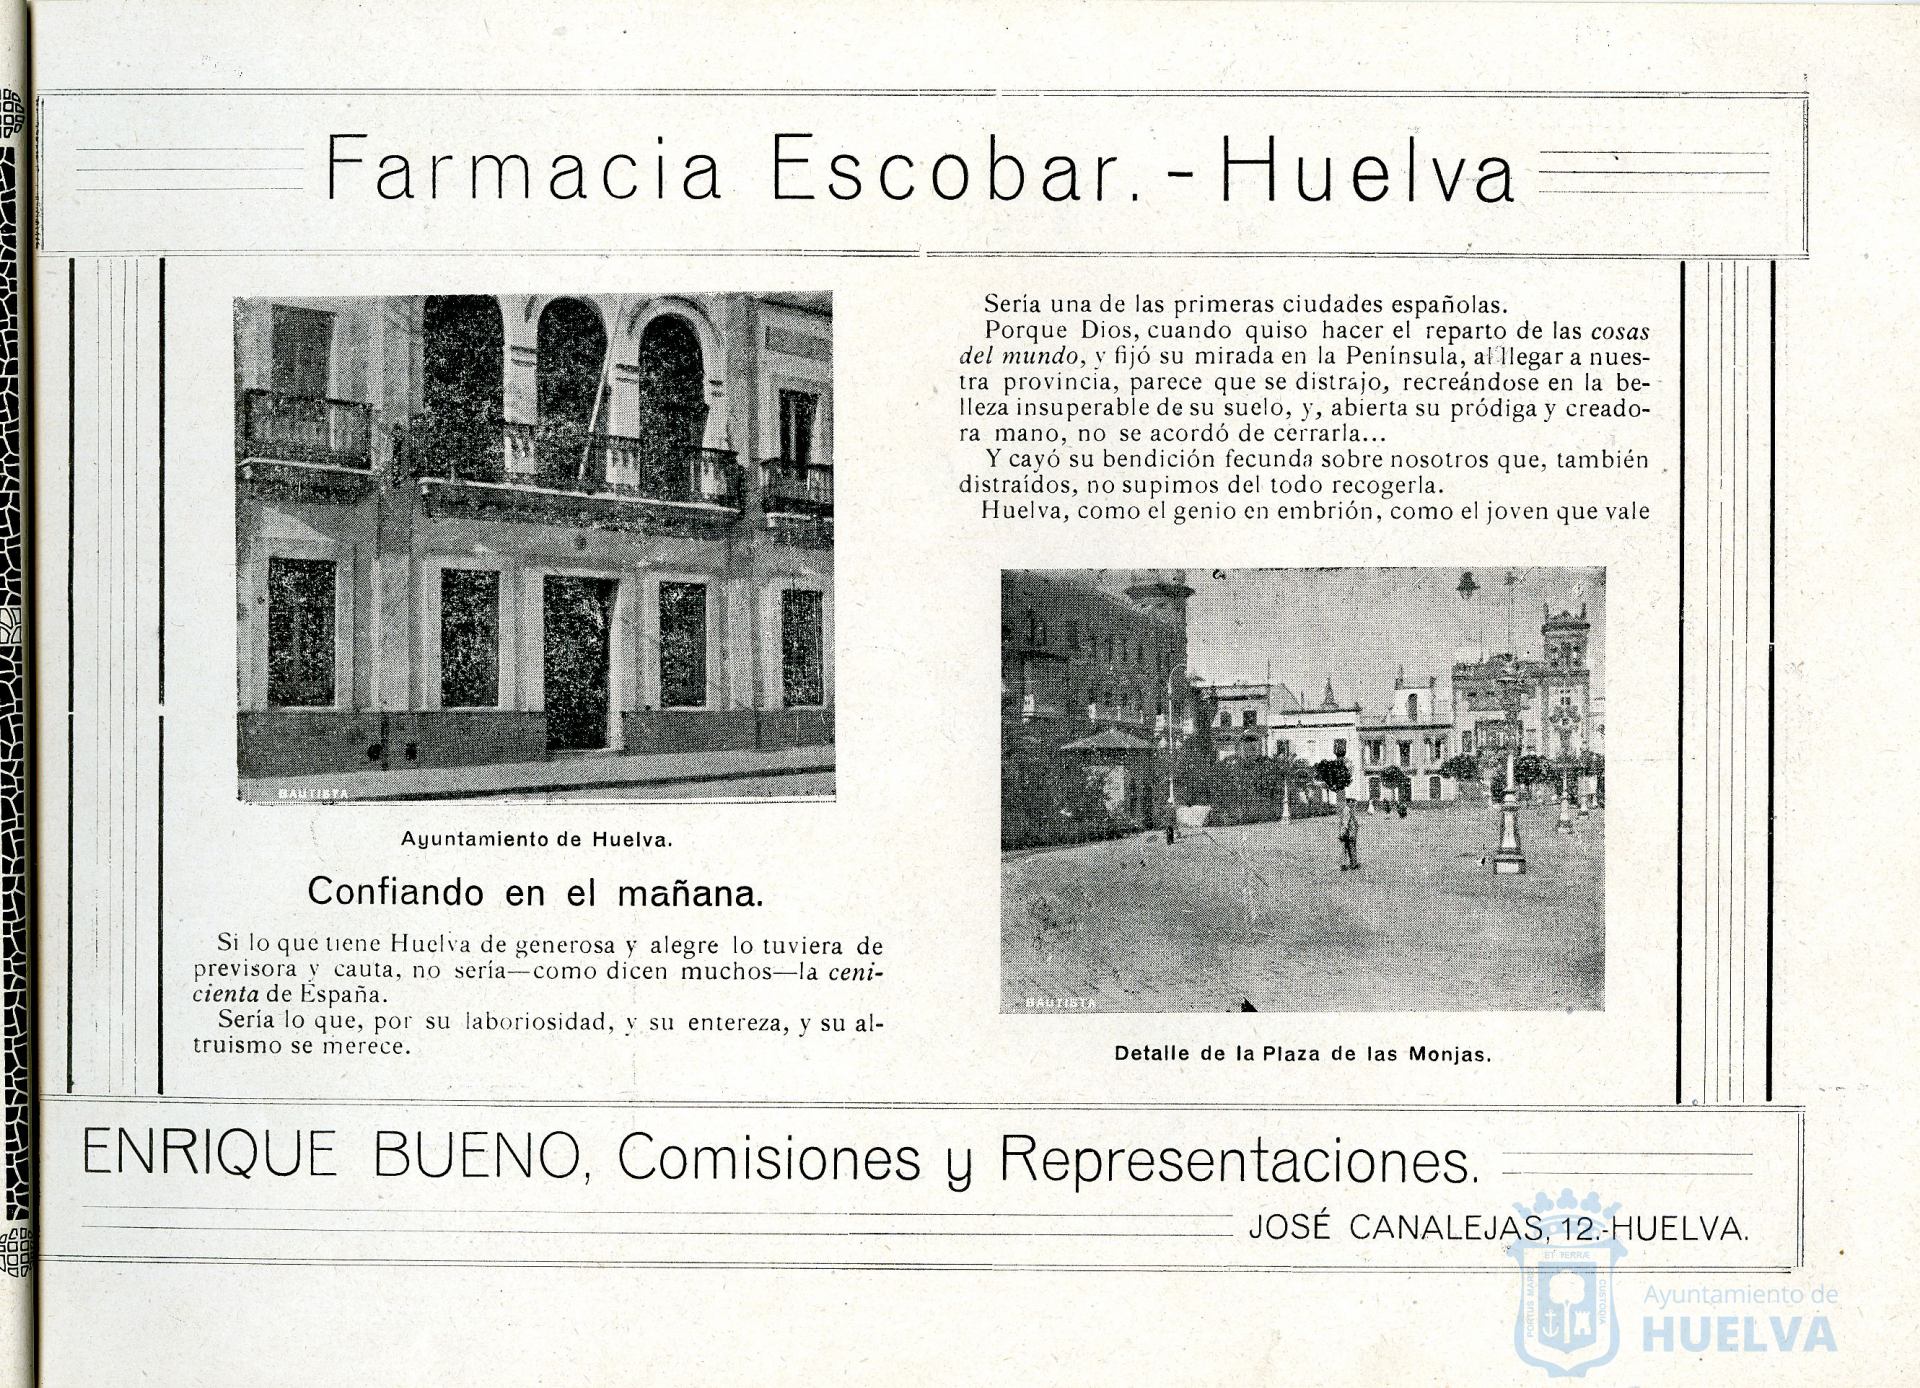 Farmacia Escobar.-Huelva
BAUTISTA
Ayuntamiento de Huelva.
Confiando en el mañana.
Si lo que tiene Huelva de generosa y alegre lo tuviera de
previsora y cauta, no sería—como dicen muchos—la ceni-
cienta de España.
Sería lo que, por su laboriosidad, y su entereza, y su al-
truismo se merece.
Sería una de las primeras ciudades españolas.
Porque Dios, cuando quiso hacer el reparto de las cosas
del mundo, y fijó su mirada en la Península, al llegar a nues-
tra provincia, parece que se distrajo, recreándose en la be-
lleza insuperable de su suelo, y, abierta su pródiga y creado-
ra mano, no se acordó de cerrarla...
Y cayó su bendición fecunda sobre nosotros que, también
distraídos, no supimos del todo recogerla.
Huelva, como el genio en embrión, como el joven que vale
BAUTISTA
Detalle de la Plaza de las Monjas.
ENRIQUE BUENO, Comisiones y Representaciones.
JOSÉ CANALEJAS, 12.-HUELVA.
PORTUS MARIS ET TERRÆ CUSTODIA
Ayuntamiento de
HUELVA